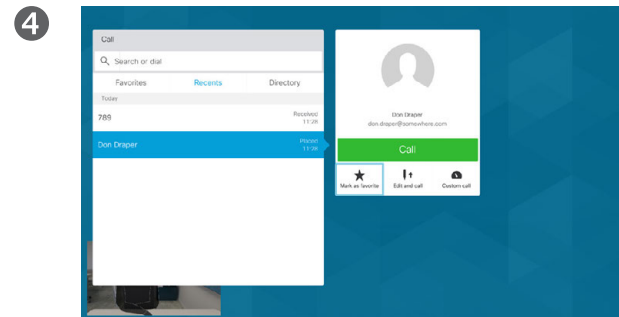 4
Call
Search or dial
Favorites Recents Directory
Today
789 Received 11:28
Don Draper Placed 11:28
Don Draper
don.draper@somewhere.com
Call
Mark as favorite Edit and call Custom call